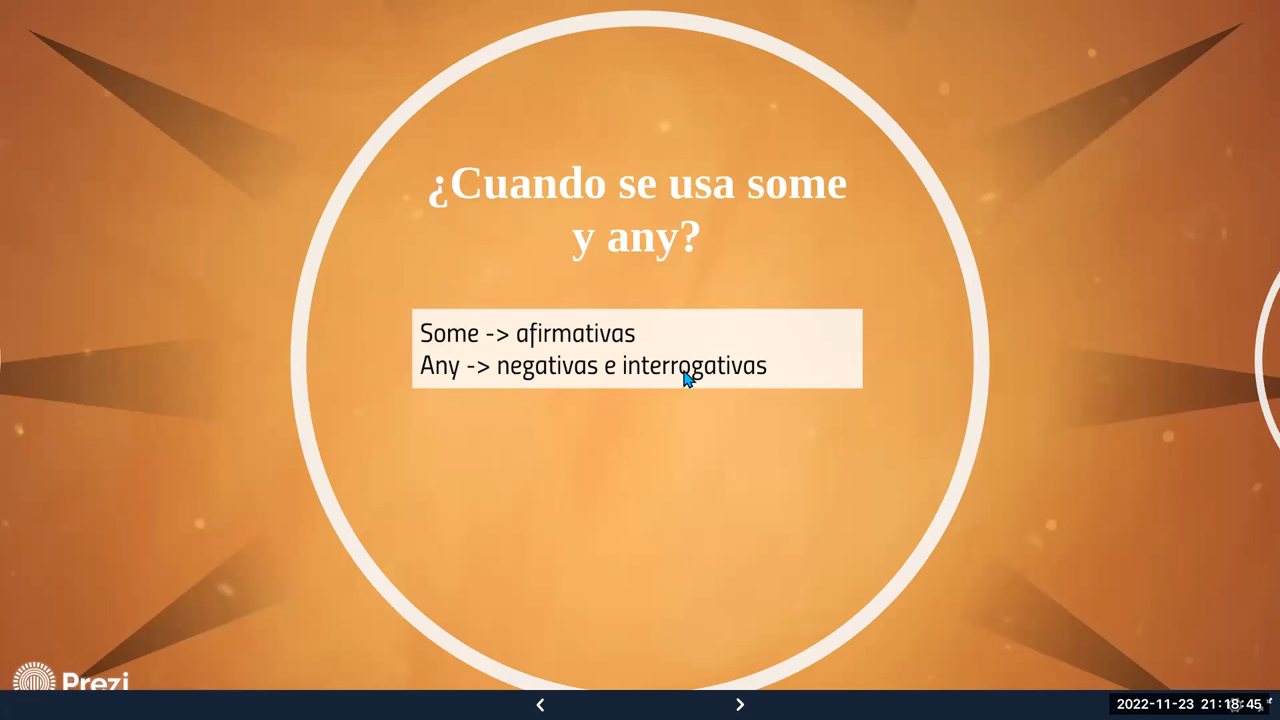 ¿Cuando se usa some
y any?
Some -> afirmativas
Any -> negativas e interrogativas
Prezi
2022-11-23 21:18:45